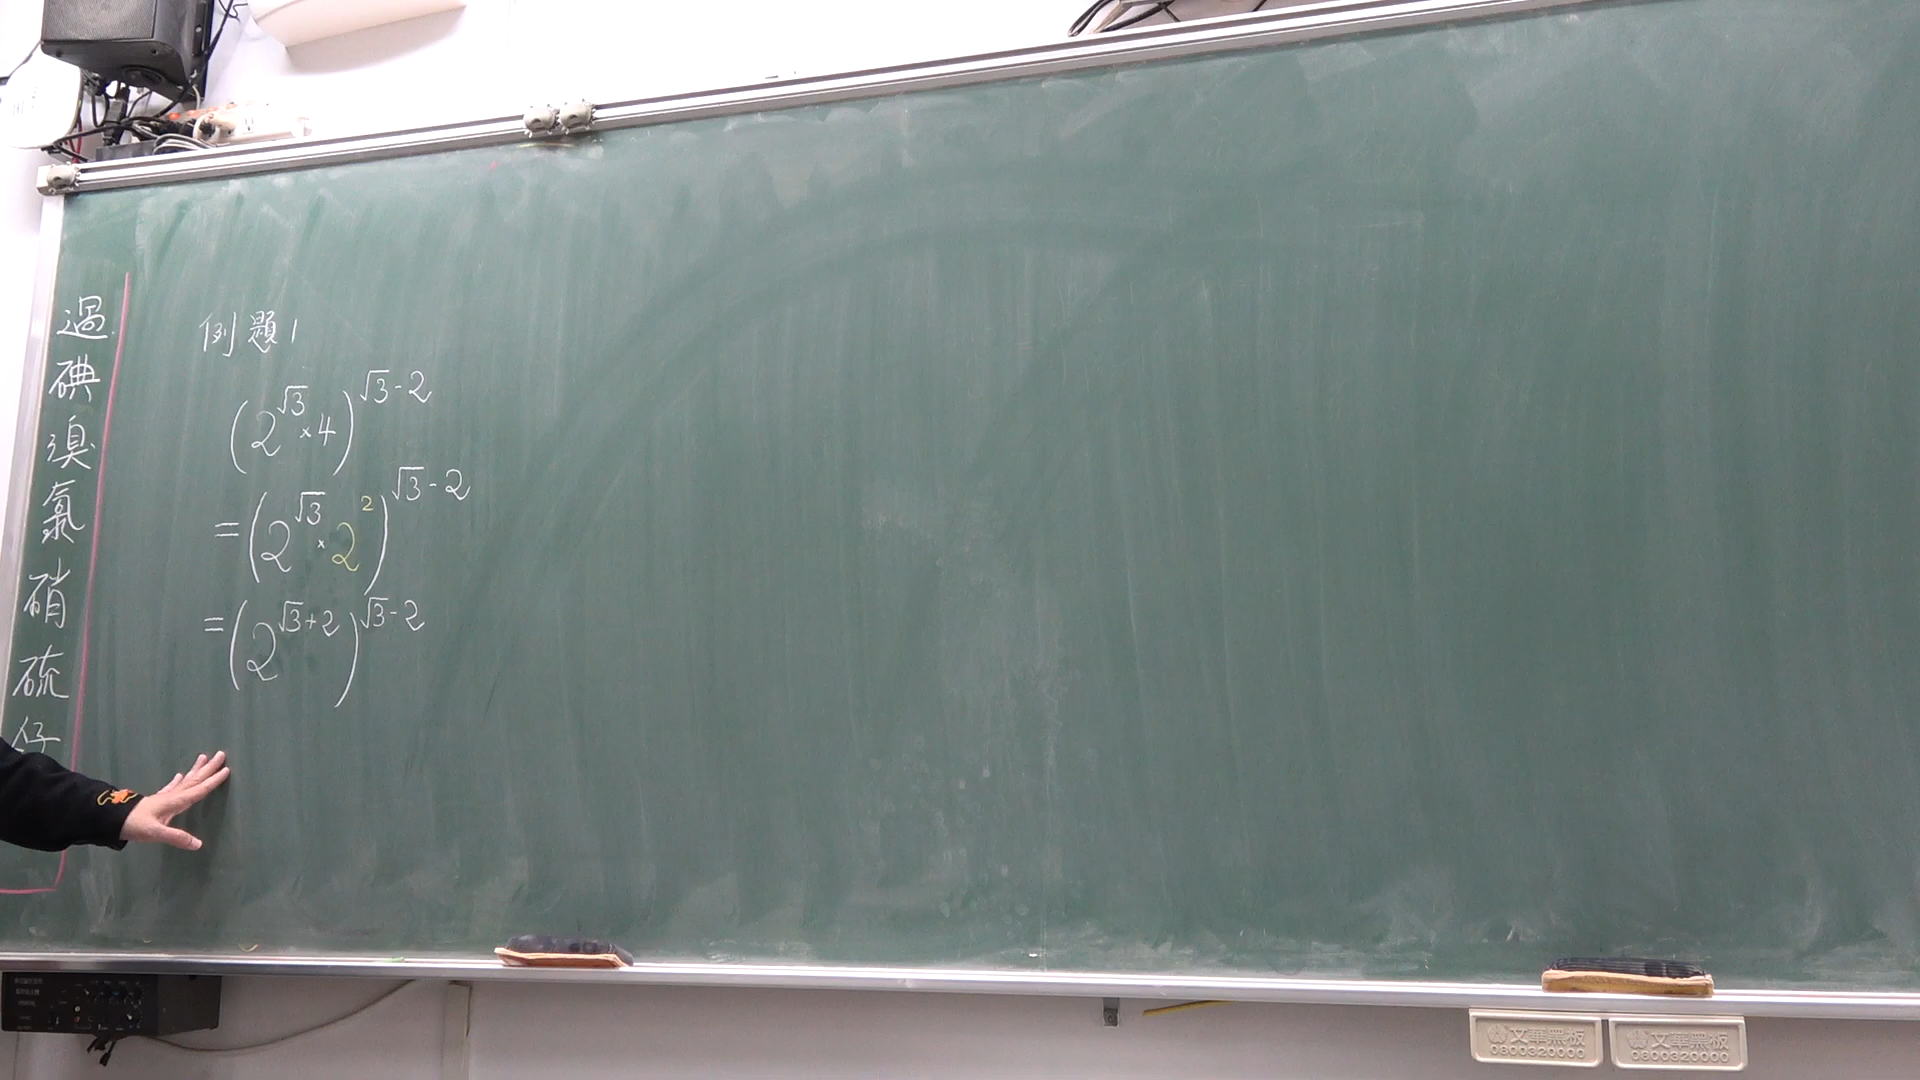 過
碘
溴
氯
硝
硫
仔
例題1
(2^√3×4)^√3-2
=(2^√3×2^2)^√3-2
=(2^√3+2)^√3-2
文華黑板
0800320000
文華黑板
0800320000